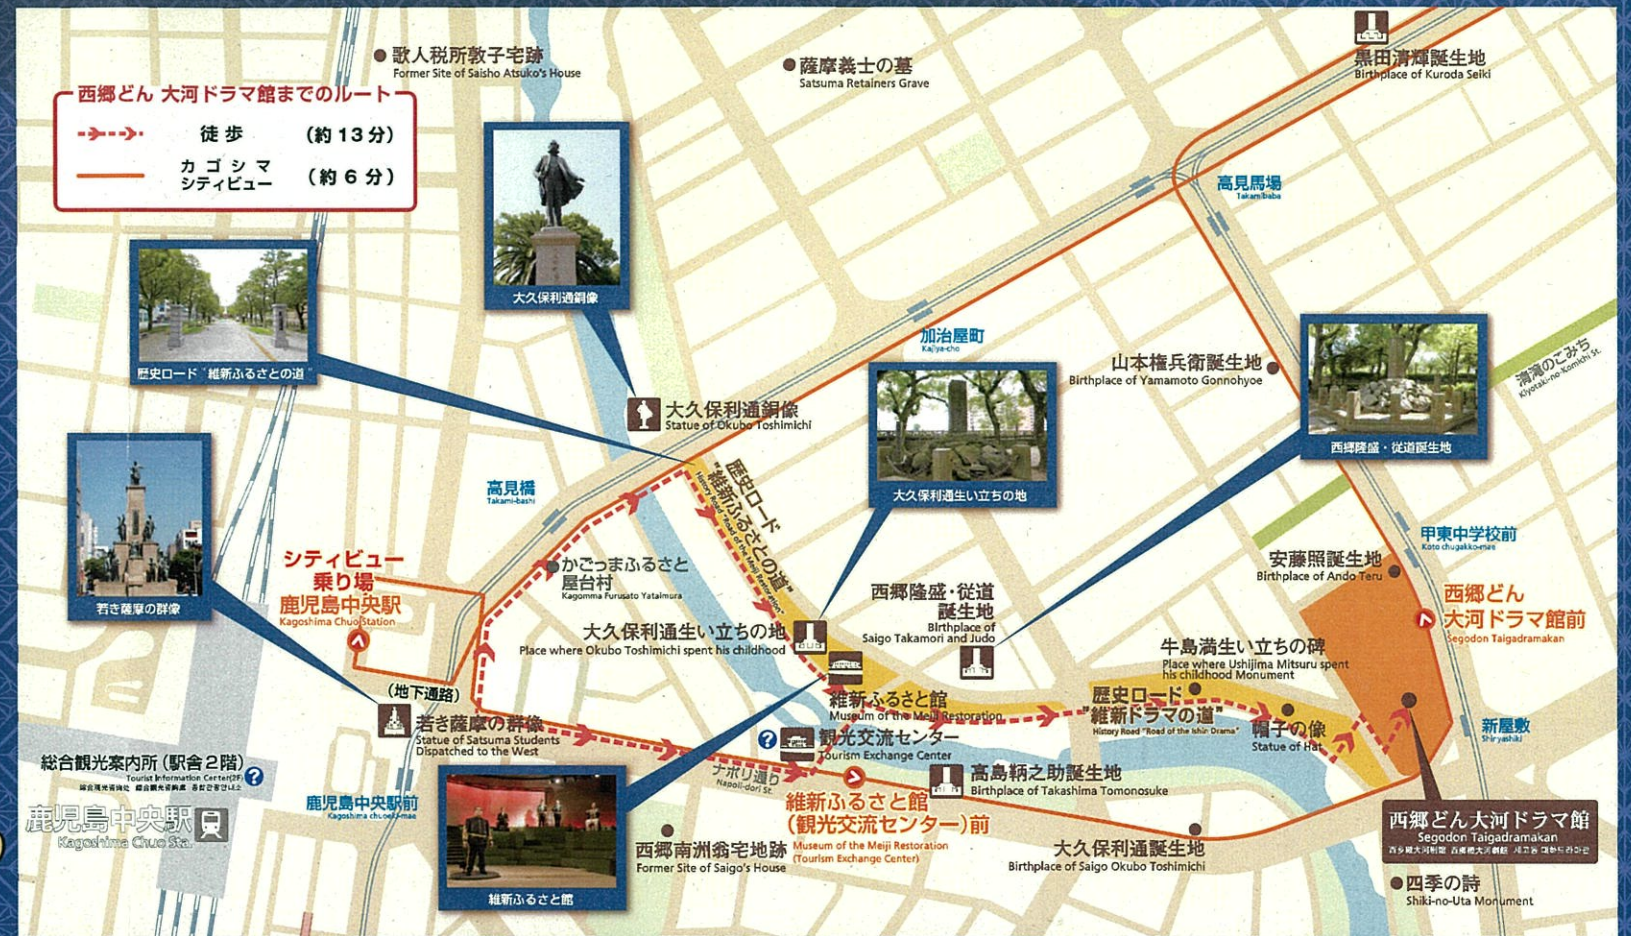 歌人税所敦子宅跡
Former Site of Saisho Atsuko's House
薩摩義士の墓
Satsuma Retainers Grave
黒田清輝誕生地
Birthplace of Kuroda Seiki
西郷どん 大河ドラマ館までのルート
徒歩 (約13分)
カゴシマ
シティビュー (約6分)
高見馬場
Takamibaba
大久保利通銅像
歴史ロード"維新ふるさとの道"
加治屋町
Kajiya-cho
山本権兵衛誕生地
Birthplace of Yamamoto Gonnohyoe
清滝のこみち
Kiyotaki-no-Komichi St.
西郷隆盛・従道誕生地
大久保利通銅像
Statue of Okubo Toshimichi
大久保利通生い立ちの地
高見橋
Takami-bashi
歴史ロード
"維新ふるさとの道"
History Road "Road of the Meiji Restoration"
若き薩摩の群像
シティビュー
乗り場
鹿児島中央駅
Kagoshima Chuo Station
かごっまふるさと
屋台村
Kagomma Furusato Yataimura
甲東中学校前
Koto chugakko-mae
安藤照誕生地
Birthplace of Ando Teru
西郷どん
大河ドラマ館前
Segodon Taigadramakan
西郷隆盛・従道
誕生地
Birthplace of
Saigo Takamori and Judo
大久保利通生い立ちの地
Place where Okubo Toshimichi spent his childhood
牛島満生い立ちの碑
Place where Ushijima Mitsuru spent
his childhood Monument
(地下通路)
若き薩摩の群像
Statue of Satsuma Students
Dispatched to the West
維新ふるさと館
Museum of the Meiji Restoration
歴史ロード
"維新ドラマの道"
History Road "Road of the Ishin Drama"
帽子の像
Statue of Hat
新屋敷
Shinyashiki
観光交流センター
Tourism Exchange Center
総合観光案内所(駅舎2階)
Tourist Information Center(2F)
ナポリ通り
Napoli-dori St.
高島鞆之助誕生地
Birthplace of Takashima Tomonosuke
鹿児島中央駅
Kagoshima Chuo Sta.
鹿児島中央駅前
Kagoshima chuoeki-mae
維新ふるさと館
(観光交流センター)前
Museum of the Meiji Restoration
(Tourism Exchange Center)
西郷どん大河ドラマ館
Segodon Taigadramakan
西郷南洲翁宅地跡
Former Site of Saigo's House
大久保利通誕生地
Birthplace of Saigo Okubo Toshimichi
維新ふるさと館
四季の詩
Shiki-no-Uta Monument